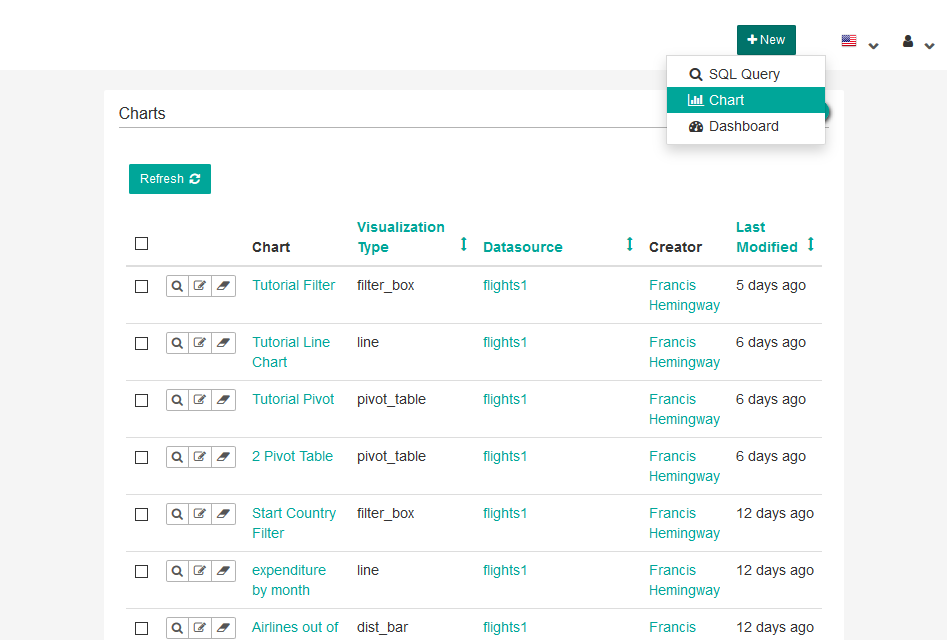 New
SQL Query
Chart
Dashboard
Charts
Refresh
Chart Visualization Type Datasource Creator Last Modified
Tutorial Filter filter_box flights1 Francis Hemingway 5 days ago
Tutorial Line Chart line flights1 Francis Hemingway 6 days ago
Tutorial Pivot pivot_table flights1 Francis Hemingway 6 days ago
2 Pivot Table pivot_table flights1 Francis Hemingway 6 days ago
Start Country Filter filter_box flights1 Francis Hemingway 12 days ago
expenditure by month line flights1 Francis Hemingway 12 days ago
Airlines out of dist_bar flights1 Francis 12 days ago